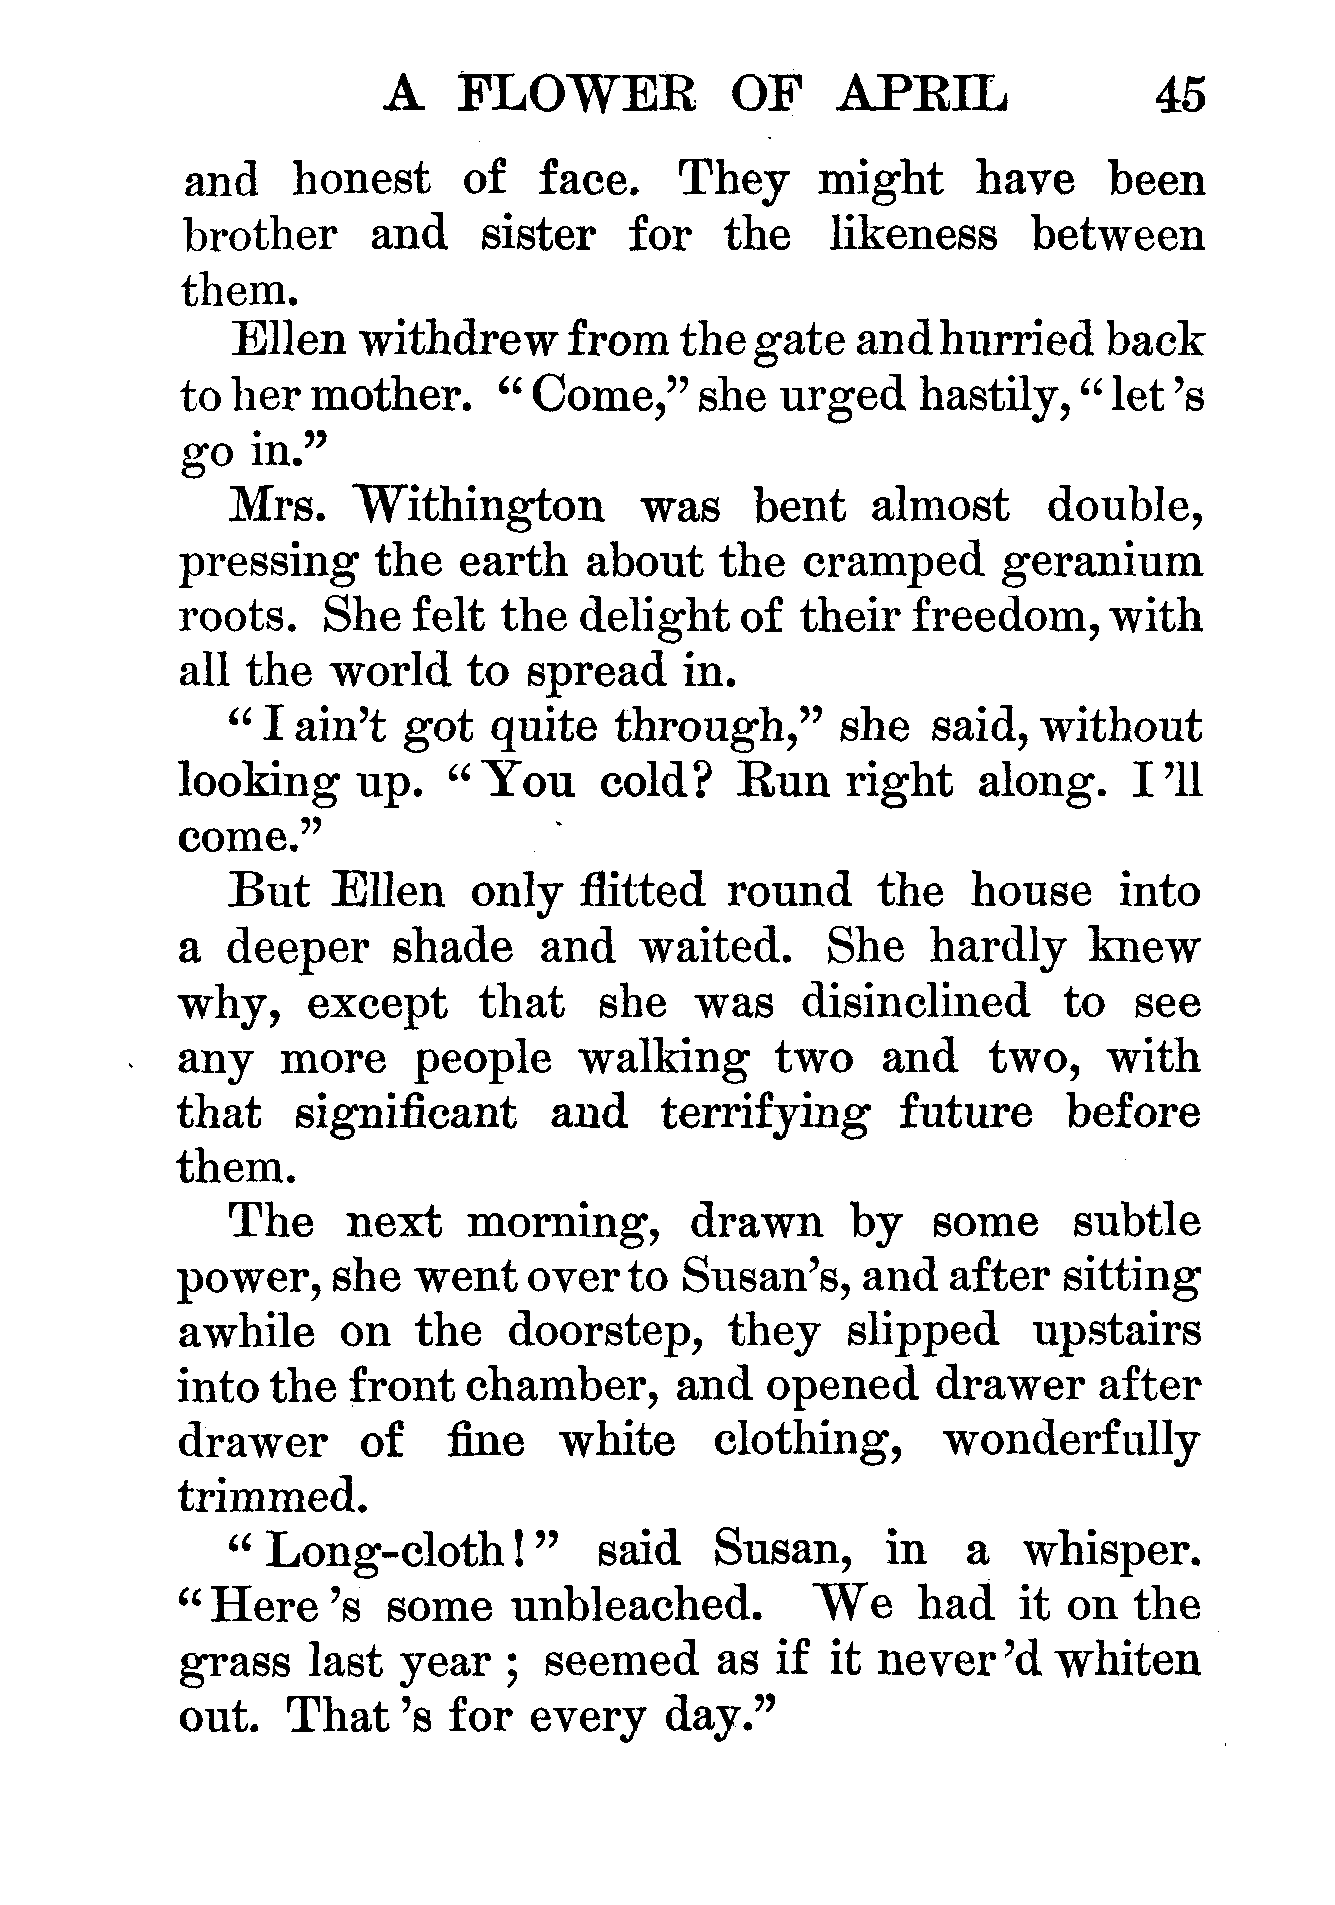 A FLOWER OF APRIL 45
and honest of face. They might have been
brother and sister for the likeness between
them.
Ellen withdrew from the gate and hurried back
to her mother. “Come,” she urged hastily, “let’s
go in.”
Mrs. Withington was bent almost double,
pressing the earth about the cramped geranium
roots. She felt the delight of their freedom, with
all the world to spread in.
“I ain’t got quite through,” she said, without
looking up. “You cold? Run right along. I’ll
come.”
But Ellen only flitted round the house into
a deeper shade and waited. She hardly knew
why, except that she was disinclined to see
any more people walking two and two, with
that significant and terrifying future before
them.
The next morning, drawn by some subtle
power, she went over to Susan’s, and after sitting
awhile on the doorstep, they slipped upstairs
into the front chamber, and opened drawer after
drawer of fine white clothing, wonderfully
trimmed.
“Long-cloth!” said Susan, in a whisper.
“Here’s some unbleached. We had it on the
grass last year; seemed as if it never’d whiten
out. That’s for every day.”